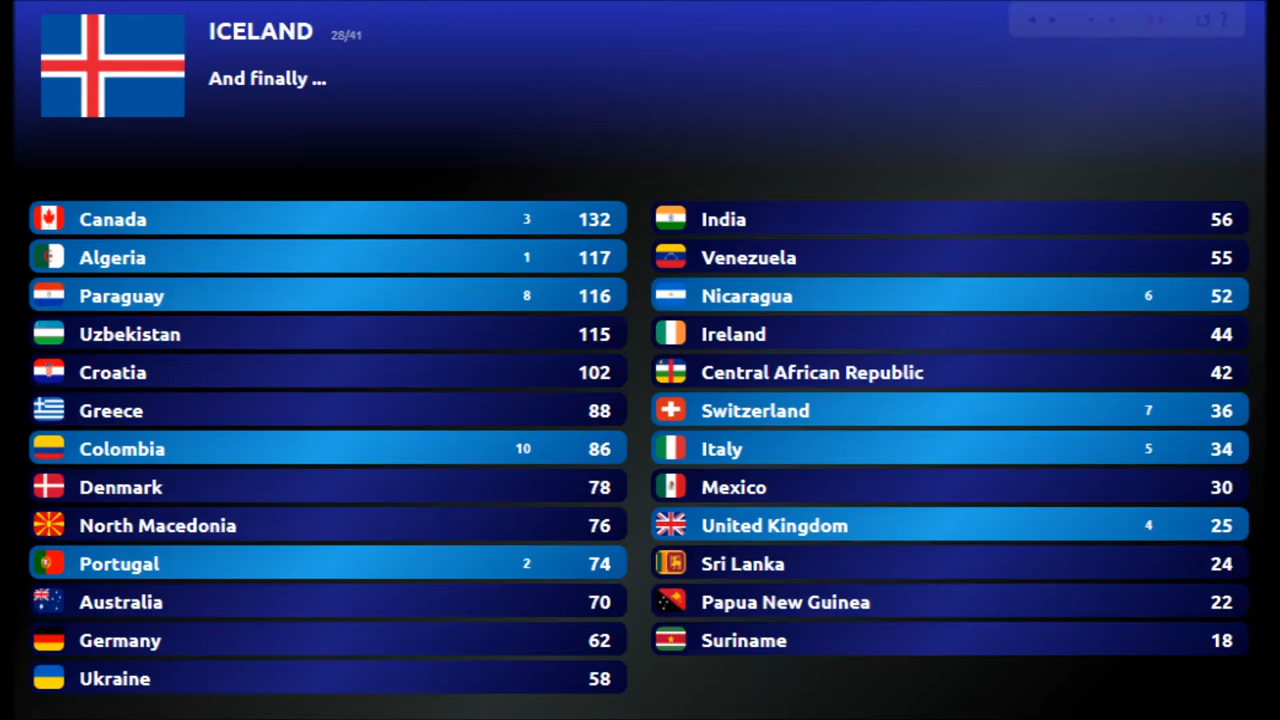 ICELAND 28/41
And finally ...
Canada 3 132
Algeria 1 117
Paraguay 8 116
Uzbekistan 115
Croatia 102
Greece 88
Colombia 10 86
Denmark 78
North Macedonia 76
Portugal 2 74
Australia 70
Germany 62
Ukraine 58
India 56
Venezuela 55
Nicaragua 6 52
Ireland 44
Central African Republic 42
Switzerland 7 36
Italy 5 34
Mexico 30
United Kingdom 4 25
Sri Lanka 24
Papua New Guinea 22
Suriname 18